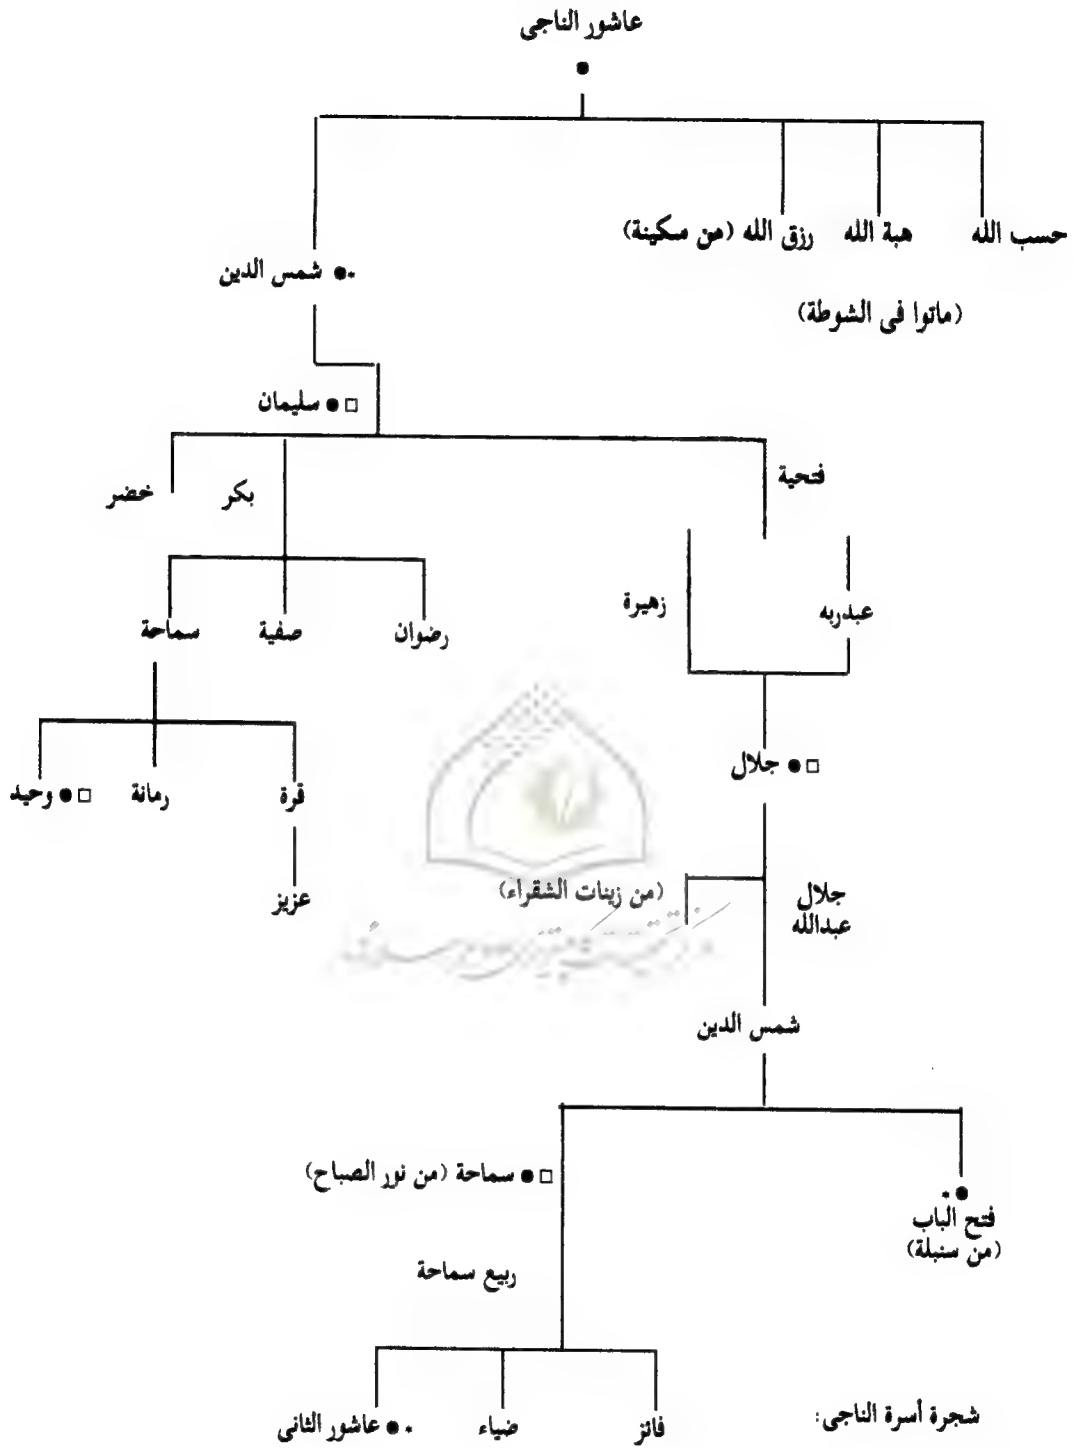 عاشور الناجى
حسب الله
هبة الله
رزق الله (من سكينة)
(ماتوا فى الشوطة)
●* شمس الدين
□ ● سليمان
فتحية
بكر
خضر
عبدربه
زهيرة
رضوان
صفية
سماحة
□ ● جلال
قرة
رمانة
□ ● وحيد
عزيز
جلال
عبدالله
(من زينات الشقراء)
شمس الدين
□ ● سماحة (من نور الصباح)
●*
فتح الباب
(من سنبلة)
ربيع سماحة
فائز
ضياء
* ● عاشور الثانى
شجرة أسرة الناجى: